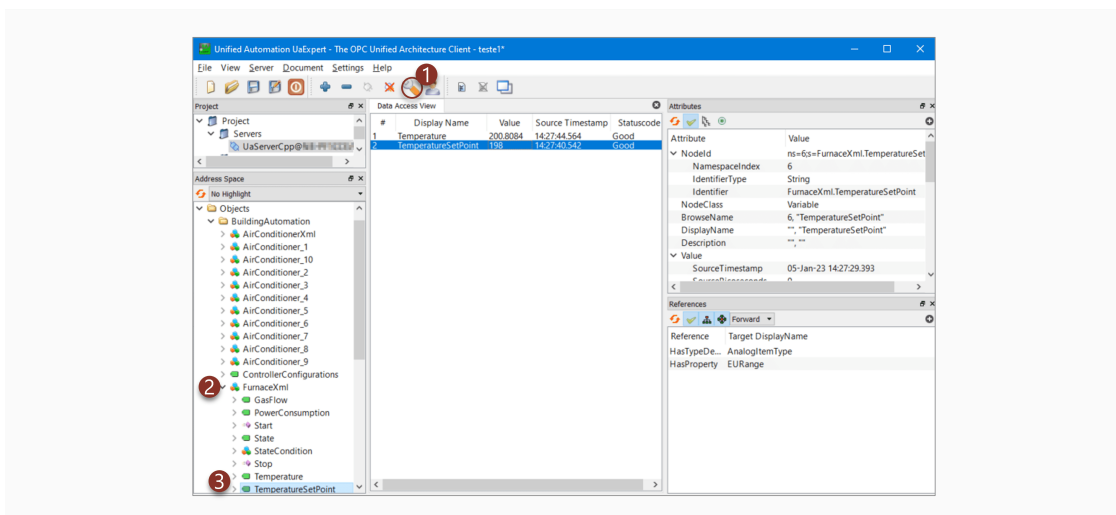 Unified Automation UaExpert - The OPC Unified Architecture Client - teste1*
File View Server Document Settings Help
1
Project
Project
Servers
UaServerCpp@
Address Space
No Highlight
Objects
BuildingAutomation
AirConditionerXml
AirConditioner_1
AirConditioner_10
AirConditioner_2
AirConditioner_3
AirConditioner_4
AirConditioner_5
AirConditioner_6
AirConditioner_7
AirConditioner_8
AirConditioner_9
ControllerConfigurations
2
FurnaceXml
GasFlow
PowerConsumption
Start
State
StateCondition
Stop
3
Temperature
TemperatureSetPoint
Data Access View
# Display Name Value Source Timestamp Statuscode
1 Temperature 200.8084 14:27:44.564 Good
2 TemperatureSetPoint 198 14:27:40.542 Good
Attributes
Attribute Value
NodeId ns=6;s=FurnaceXml.TemperatureSet
NamespaceIndex 6
IdentifierType String
Identifier FurnaceXml.TemperatureSetPoint
NodeClass Variable
BrowseName 6, "TemperatureSetPoint"
DisplayName "", "TemperatureSetPoint"
Description "", ""
Value
SourceTimestamp 05-Jan-23 14:27:29.393
References
Forward
Reference Target DisplayName
HasTypeDe... AnalogItemType
HasProperty EURange